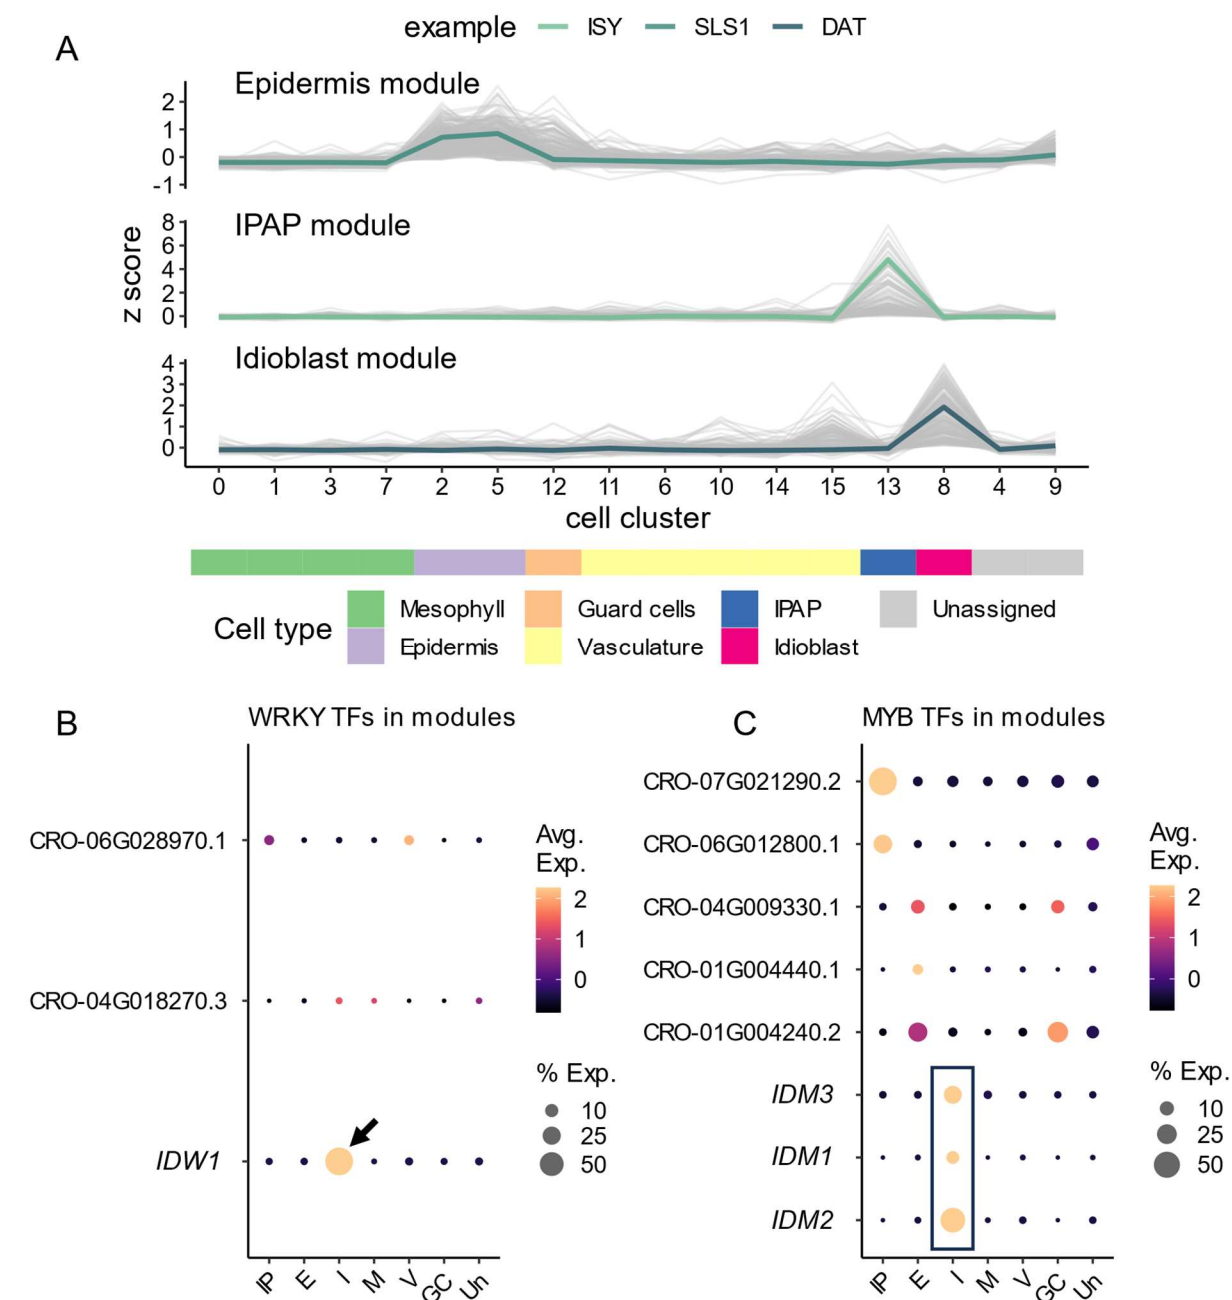 A
example ISY SLS1 DAT
Epidermis module
2
1
0
-1
IPAP module
8
6
4
2
0
z score
Idioblast module
4
3
2
1
0
0 1 3 7 2 5 12 11 6 10 14 15 13 8 4 9
cell cluster
Cell type
Mesophyll Guard cells IPAP Unassigned
Epidermis Vasculature Idioblast
B
WRKY TFs in modules
CRO-06G028970.1
CRO-04G018270.3
IDW1
IP E I M V GC Un
Avg.
Exp.
2
1
0
% Exp.
10
25
50
C
MYB TFs in modules
CRO-07G021290.2
CRO-06G012800.1
CRO-04G009330.1
CRO-01G004440.1
CRO-01G004240.2
IDM3
IDM1
IDM2
IP E I M V GC Un
Avg.
Exp.
2
1
0
% Exp.
10
25
50